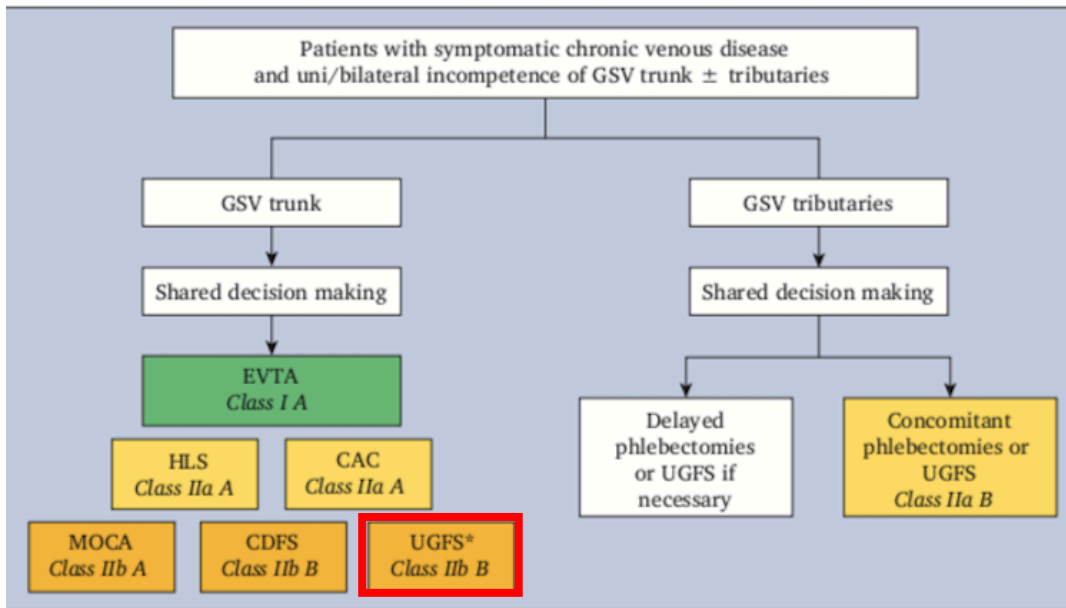 Patients with symptomatic chronic venous disease
and uni/bilateral incompetence of GSV trunk ± tributaries
GSV trunk
GSV tributaries
Shared decision making
Shared decision making
EVTA
Class I A
HLS
Class IIa A
CAC
Class IIa A
MOCA
Class IIb A
CDFS
Class IIb B
UGFS*
Class IIb B
Delayed
phlebectomies
or UGFS if
necessary
Concomitant
phlebectomies or
UGFS
Class IIa B